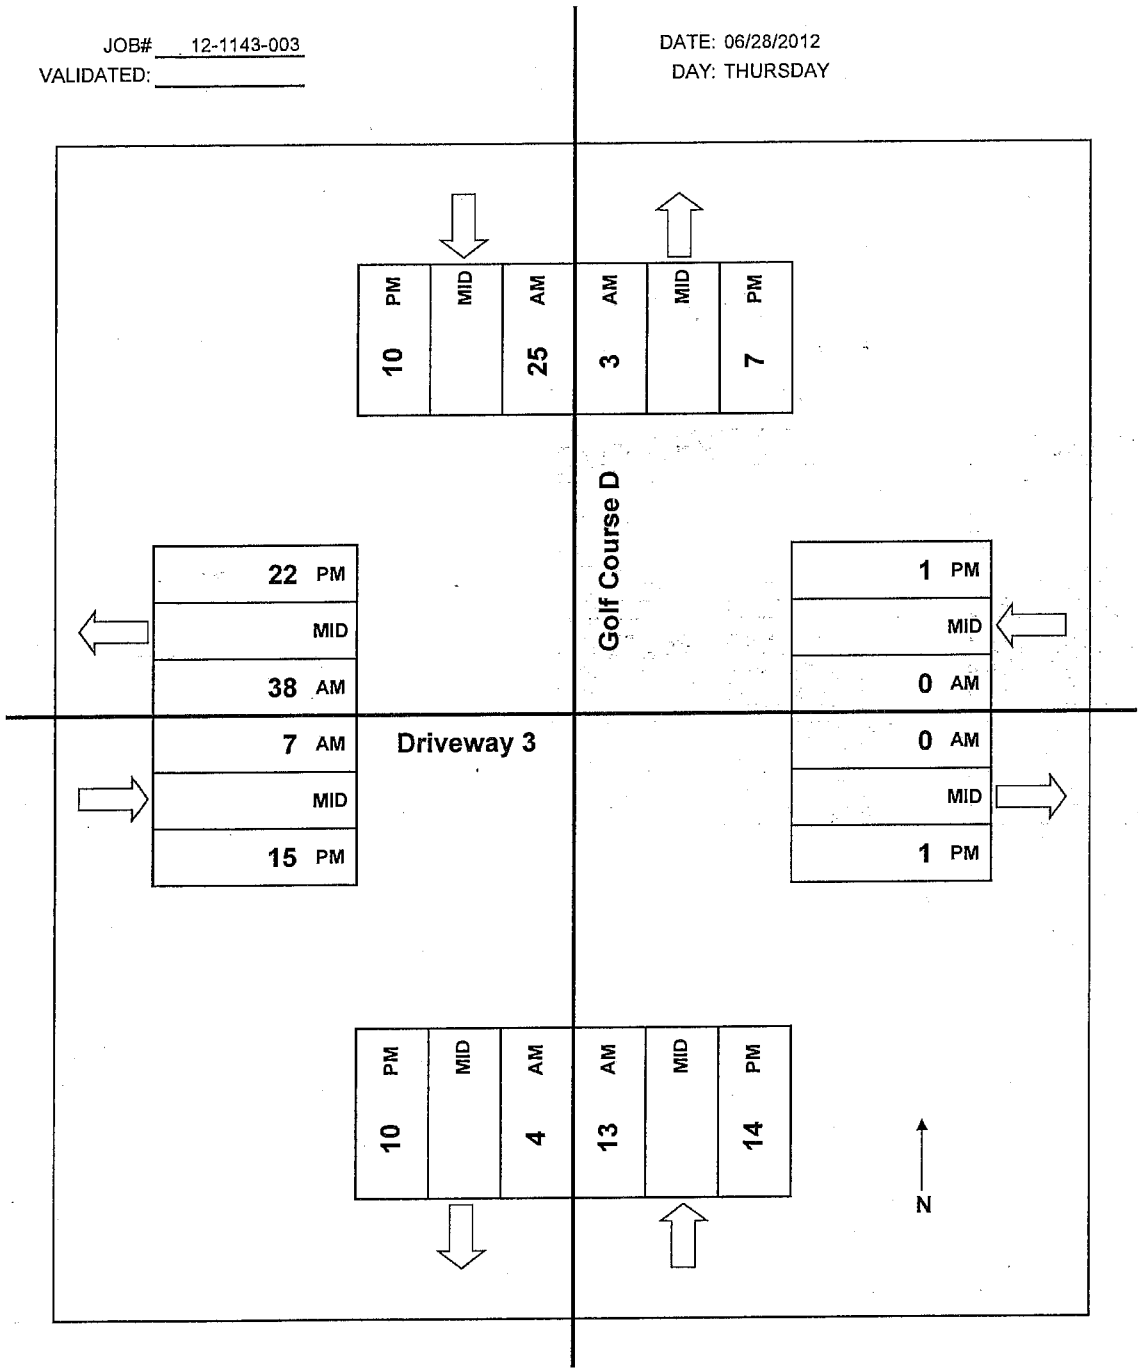 JOB# 12-1143-003
VALIDATED:
DATE: 06/28/2012
DAY: THURSDAY
PM MID AM AM MID PM
10 25 3 7
Golf Course D
22 PM
MID
38 AM
7 AM
MID
15 PM
Driveway 3
1 PM
MID
0 AM
0 AM
MID
1 PM
PM MID AM AM MID PM
10 4 13 14
N